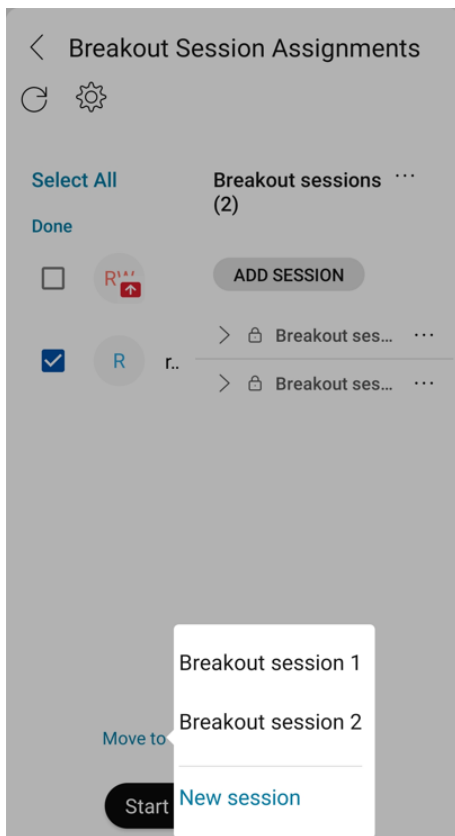 Breakout Session Assignments
Select All
Done
RW
R
r..
Breakout sessions ...
(2)
ADD SESSION
Breakout ses... ...
Breakout ses... ...
Breakout session 1
Breakout session 2
Move to
New session
Start